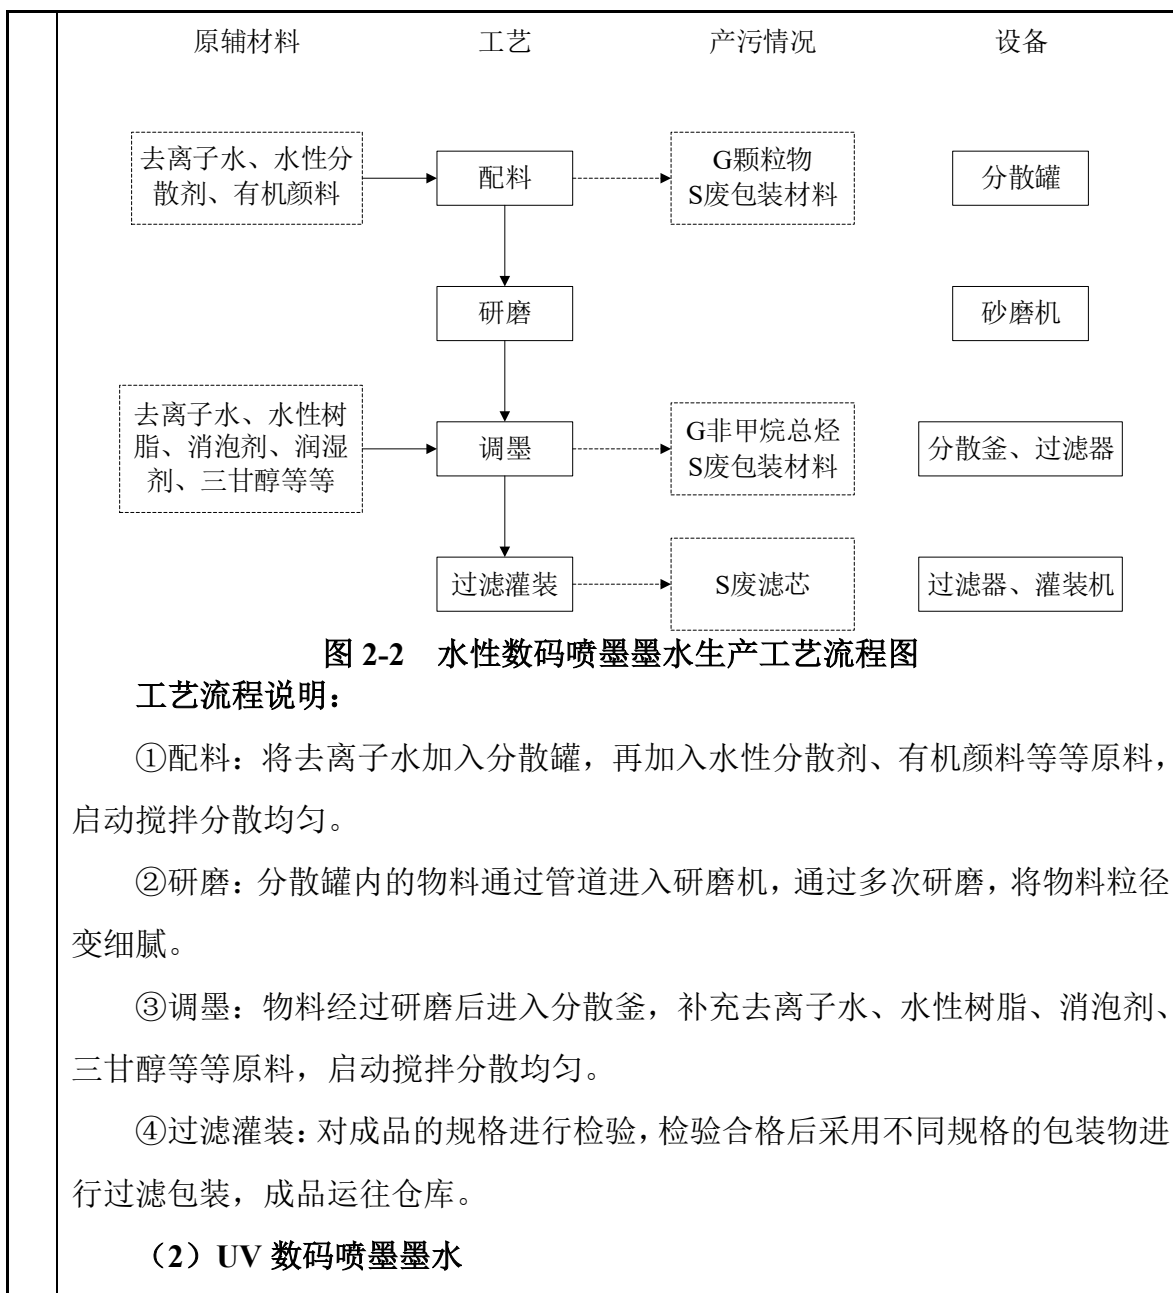 原辅材料 工艺 产污情况 设备
去离子水、水性分
散剂、有机颜料
配料
G颗粒物
S废包装材料
分散罐
研磨
砂磨机
去离子水、水性树
脂、消泡剂、润湿
剂、三甘醇等等
调墨
G非甲烷总烃
S废包装材料
分散釜、过滤器
过滤灌装
S废滤芯
过滤器、灌装机
图 2-2 水性数码喷墨墨水生产工艺流程图
工艺流程说明：
①配料：将去离子水加入分散罐，再加入水性分散剂、有机颜料等等原料，
启动搅拌分散均匀。
②研磨：分散罐内的物料通过管道进入研磨机，通过多次研磨，将物料粒径
变细腻。
③调墨：物料经过研磨后进入分散釜，补充去离子水、水性树脂、消泡剂、
三甘醇等等原料，启动搅拌分散均匀。
④过滤灌装：对成品的规格进行检验，检验合格后采用不同规格的包装物进
行过滤包装，成品运往仓库。
（2）UV 数码喷墨墨水